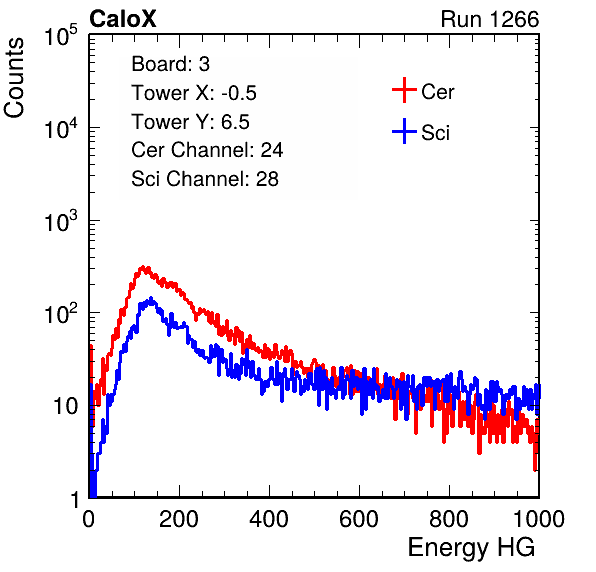 CaloX Run 1266
Counts
10^5
10^4
10^3
10^2
10
1
Board: 3
Tower X: -0.5
Tower Y: 6.5
Cer Channel: 24
Sci Channel: 28
Cer
Sci
0 200 400 600 800 1000
Energy HG